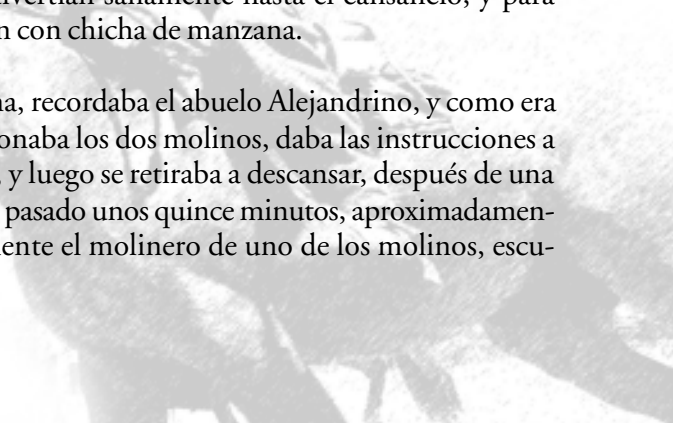 vertían sanamente hasta el cansancio, y para
n con chicha de manzana.
na, recordaba el abuelo Alejandrino, y como era
onaba los dos molinos, daba las instrucciones a
, y luego se retiraba a descansar, después de una
pasado unos quince minutos, aproximadamen-
ente el molinero de uno de los molinos, escu-